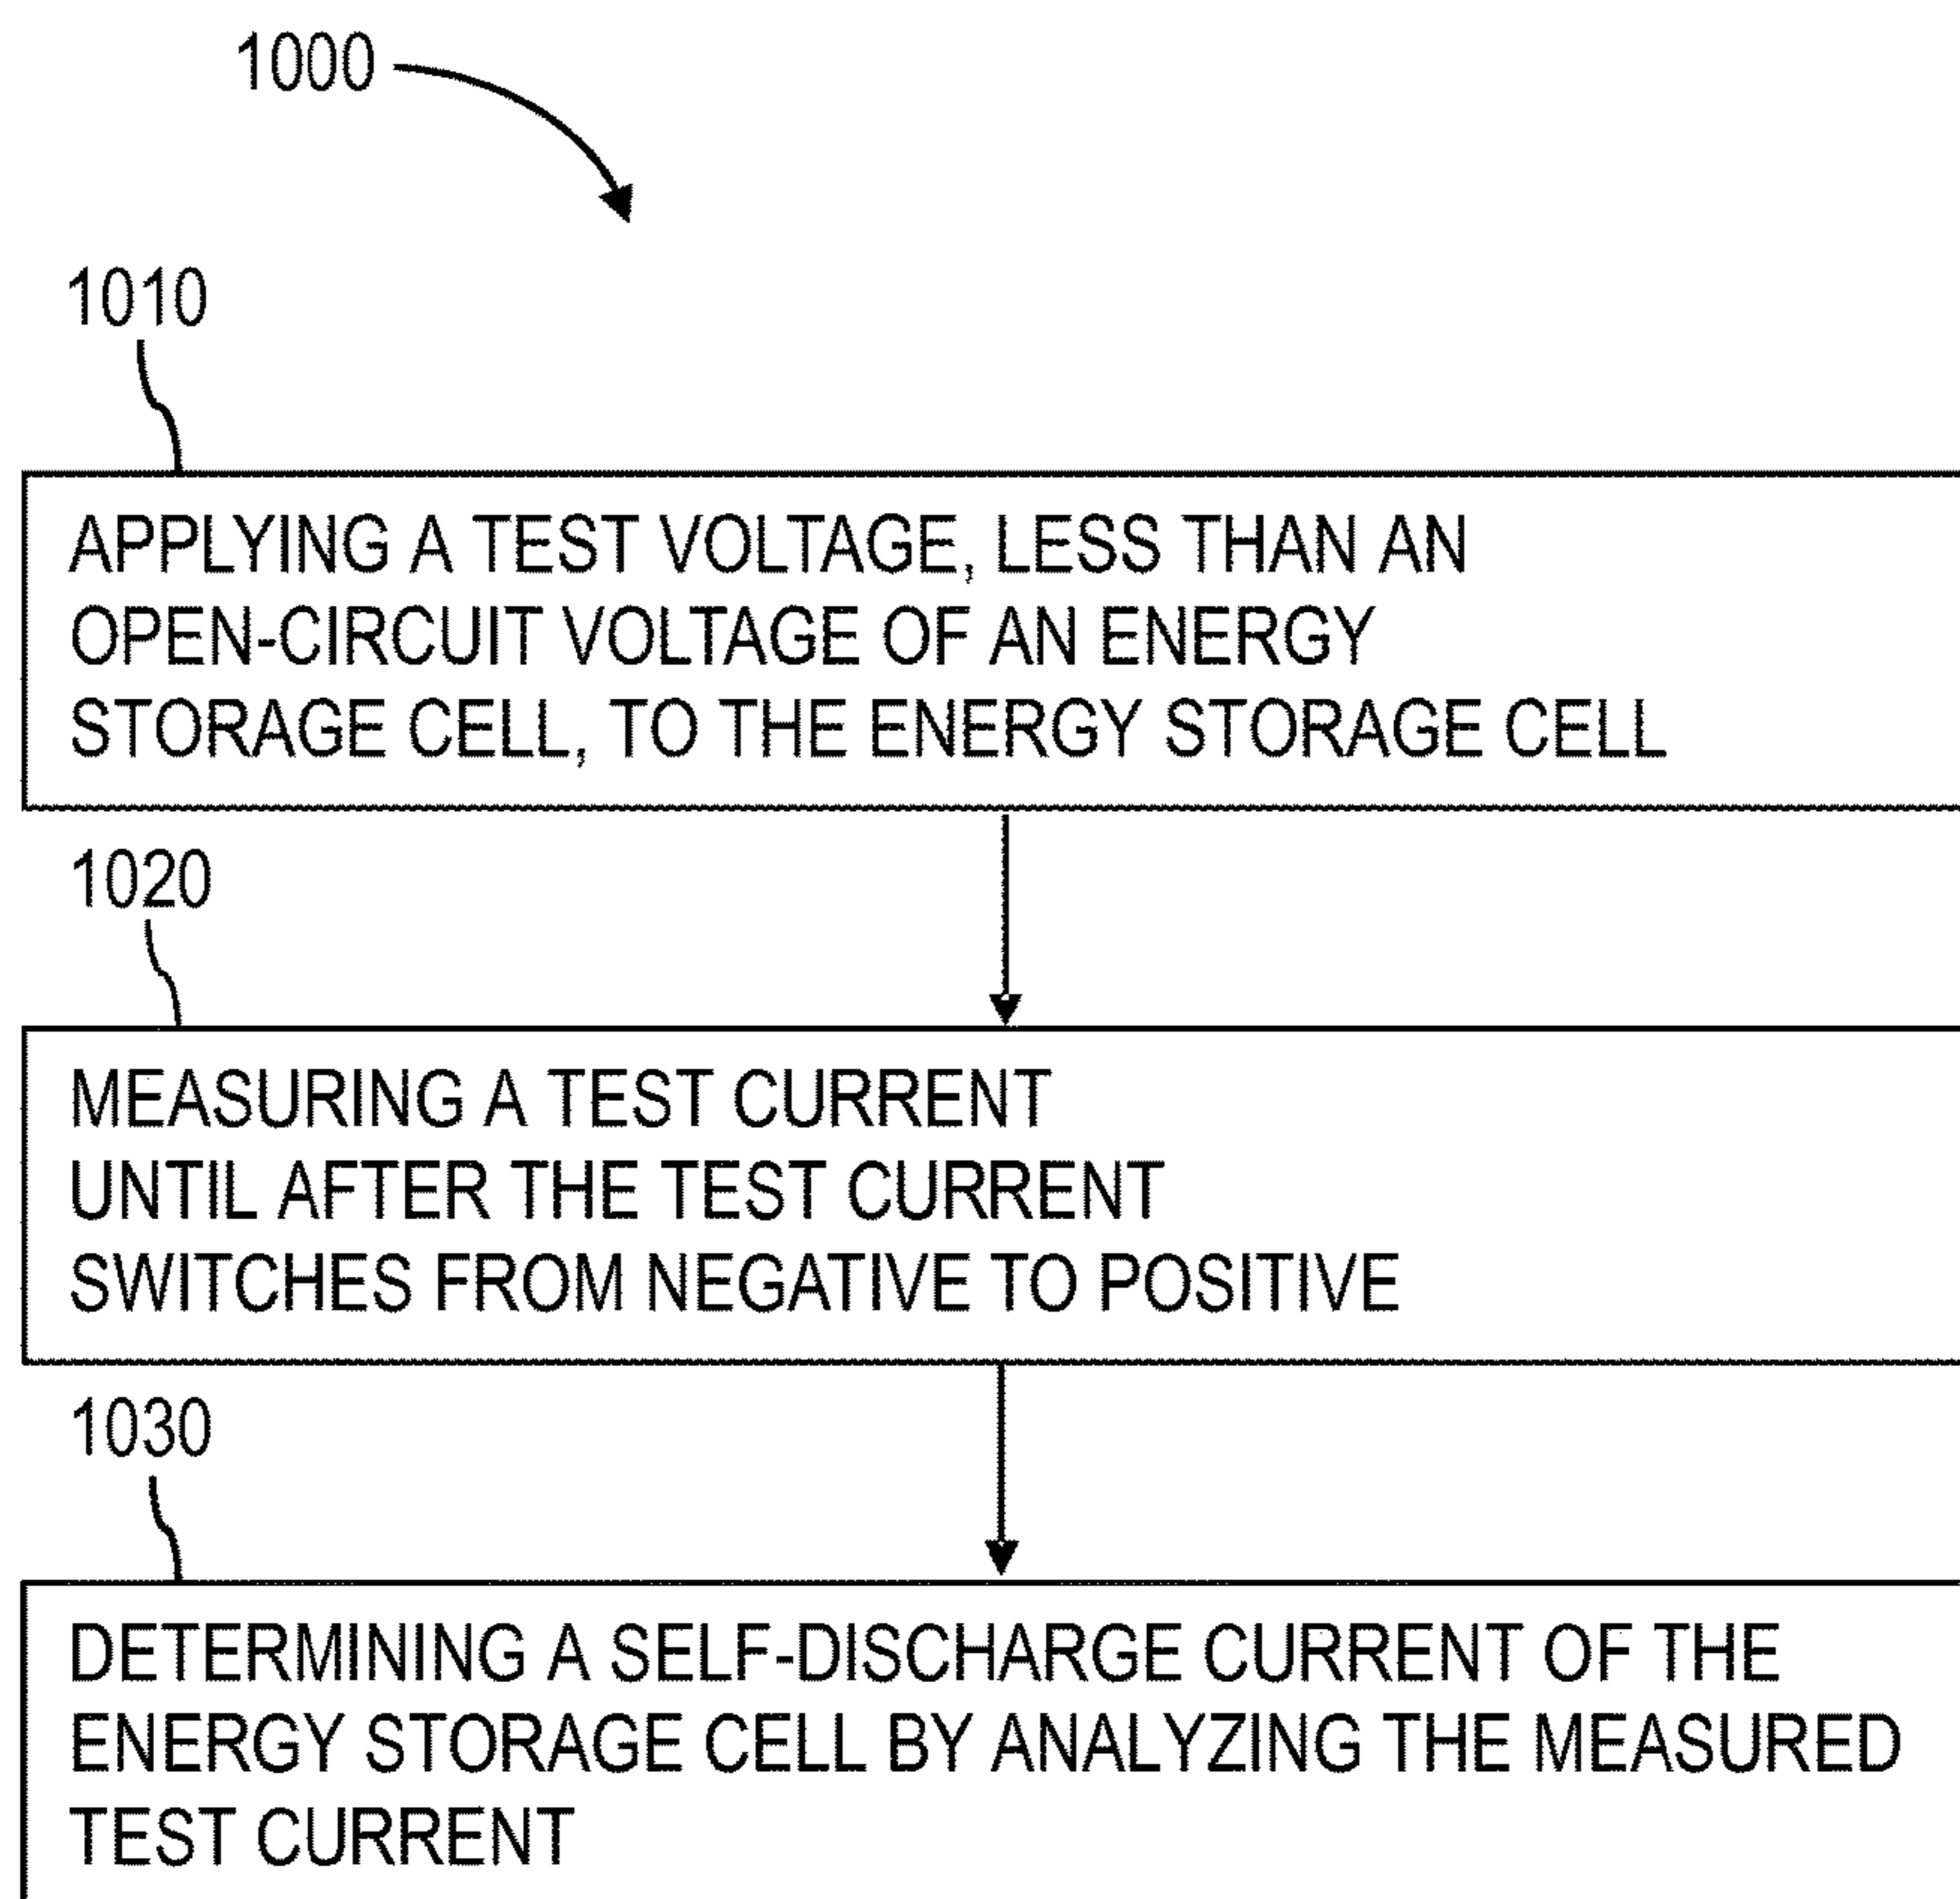 1000
1010
APPLYING A TEST VOLTAGE, LESS THAN AN
OPEN-CIRCUIT VOLTAGE OF AN ENERGY
STORAGE CELL, TO THE ENERGY STORAGE CELL
1020
MEASURING A TEST CURRENT
UNTIL AFTER THE TEST CURRENT
SWITCHES FROM NEGATIVE TO POSITIVE
1030
DETERMINING A SELF-DISCHARGE CURRENT OF THE
ENERGY STORAGE CELL BY ANALYZING THE MEASURED
TEST CURRENT